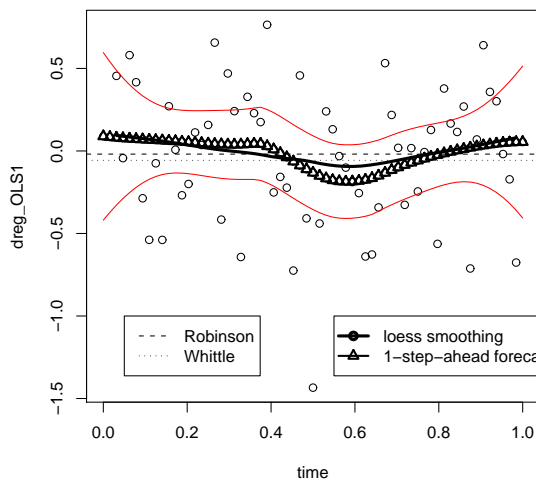 dreg_OLS1
0.5
0.0
−0.5
−1.0
−1.5
Robinson
Whittle
loess smoothing
1−step−ahead foreca
0.0 0.2 0.4 0.6 0.8 1.0
time